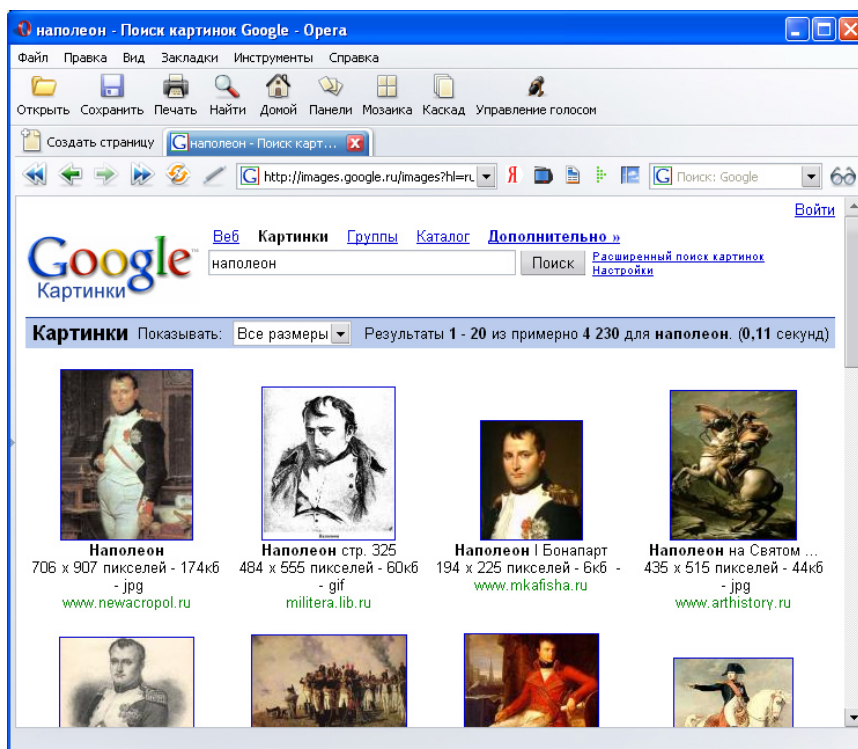 наполеон - Поиск картинок Google - Opera
Файл Правка Вид Закладки Инструменты Справка
Открыть Сохранить Печать Найти Домой Панели Мозаика Каскад Управление голосом
Создать страницу наполеон - Поиск карт...
http://images.google.ru/images?hl=ru Поиск: Google
Войти
Веб Картинки Группы Каталог Дополнительно »
Google™
Картинки
наполеон Поиск Расширенный поиск картинок
Настройки
Картинки Показывать: Все размеры Результаты 1 - 20 из примерно 4 230 для наполеон. (0,11 секунд)
Наполеон Наполеон стр. 325 Наполеон I Бонапарт Наполеон на Святом ...
706 x 907 пикселей - 174кб 484 x 555 пикселей - 60кб 194 x 225 пикселей - 6кб - 435 x 515 пикселей - 44кб
- jpg - gif www.mkafisha.ru - jpg
www.newacropol.ru militera.lib.ru www.arthistory.ru